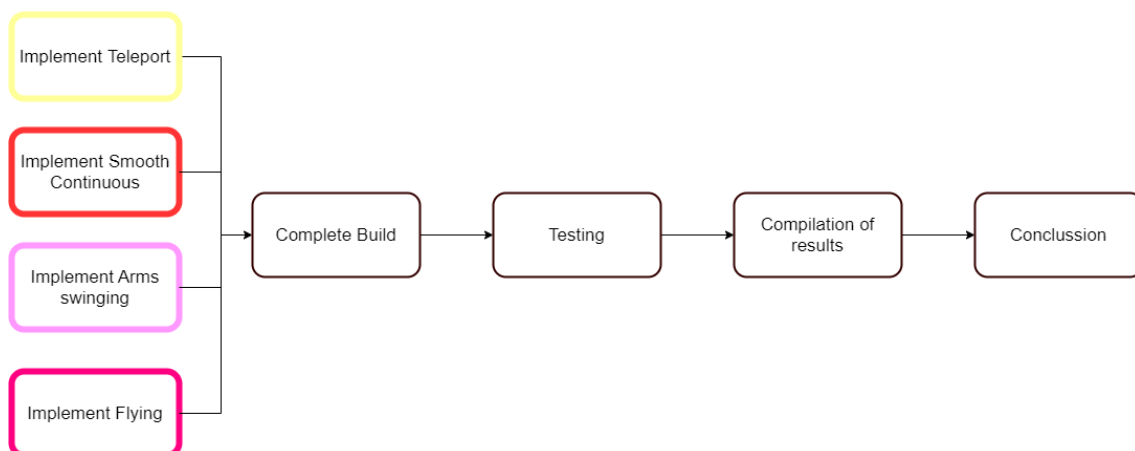 Implement Teleport
Implement Smooth
Continuous
Implement Arms
swinging
Implement Flying
Complete Build
Testing
Compilation of
results
Conclussion